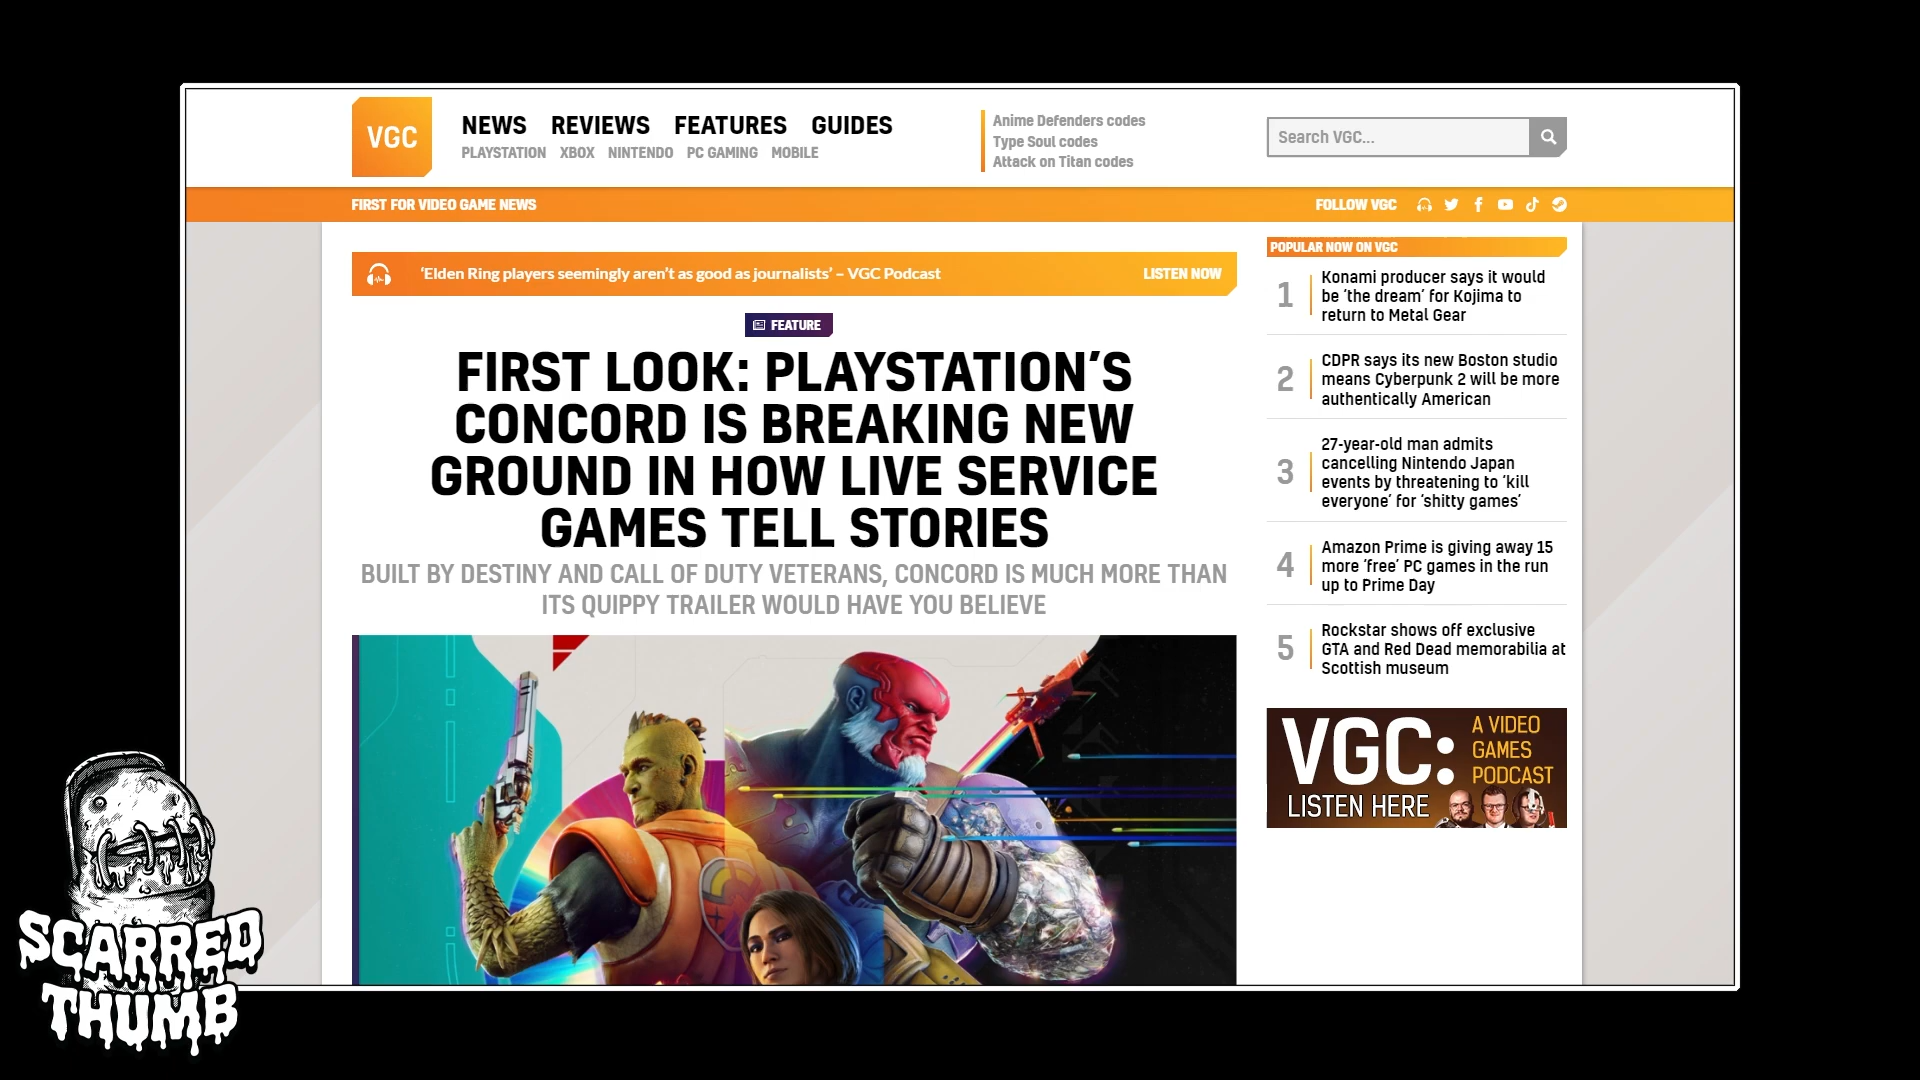 VGC
NEWS REVIEWS FEATURES GUIDES
PLAYSTATION XBOX NINTENDO PC GAMING MOBILE
Anime Defenders codes
Type Soul codes
Attack on Titan codes
Search VGC...
FIRST FOR VIDEO GAME NEWS
FOLLOW VGC
‘Elden Ring players seemingly aren’t as good as journalists’ – VGC Podcast
LISTEN NOW
FEATURE
FIRST LOOK: PLAYSTATION’S
CONCORD IS BREAKING NEW
GROUND IN HOW LIVE SERVICE
GAMES TELL STORIES
BUILT BY DESTINY AND CALL OF DUTY VETERANS, CONCORD IS MUCH MORE THAN
ITS QUIPPY TRAILER WOULD HAVE YOU BELIEVE
POPULAR NOW ON VGC
1
Konami producer says it would
be ‘the dream’ for Kojima to
return to Metal Gear
2
CDPR says its new Boston studio
means Cyberpunk 2 will be more
authentically American
3
27-year-old man admits
cancelling Nintendo Japan
events by threatening to ‘kill
everyone’ for ‘shitty games’
4
Amazon Prime is giving away 15
more ‘free’ PC games in the run
up to Prime Day
5
Rockstar shows off exclusive
GTA and Red Dead memorabilia at
Scottish museum
VGC:
A VIDEO
GAMES
PODCAST
LISTEN HERE
SCARRED
THUMB